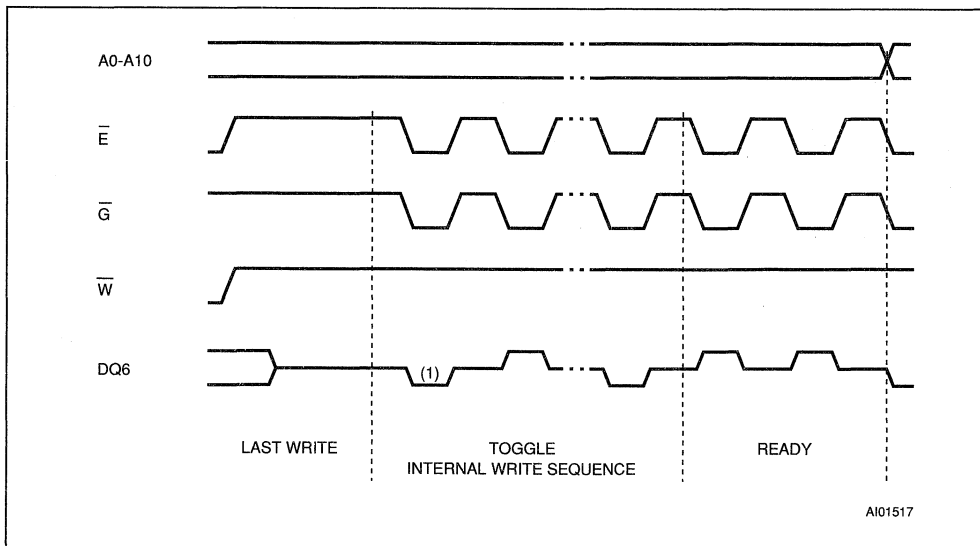 A0-A10
E̅
G̅
W̅
DQ6
(1)
LAST WRITE
TOGGLE
INTERNAL WRITE SEQUENCE
READY
AI01517